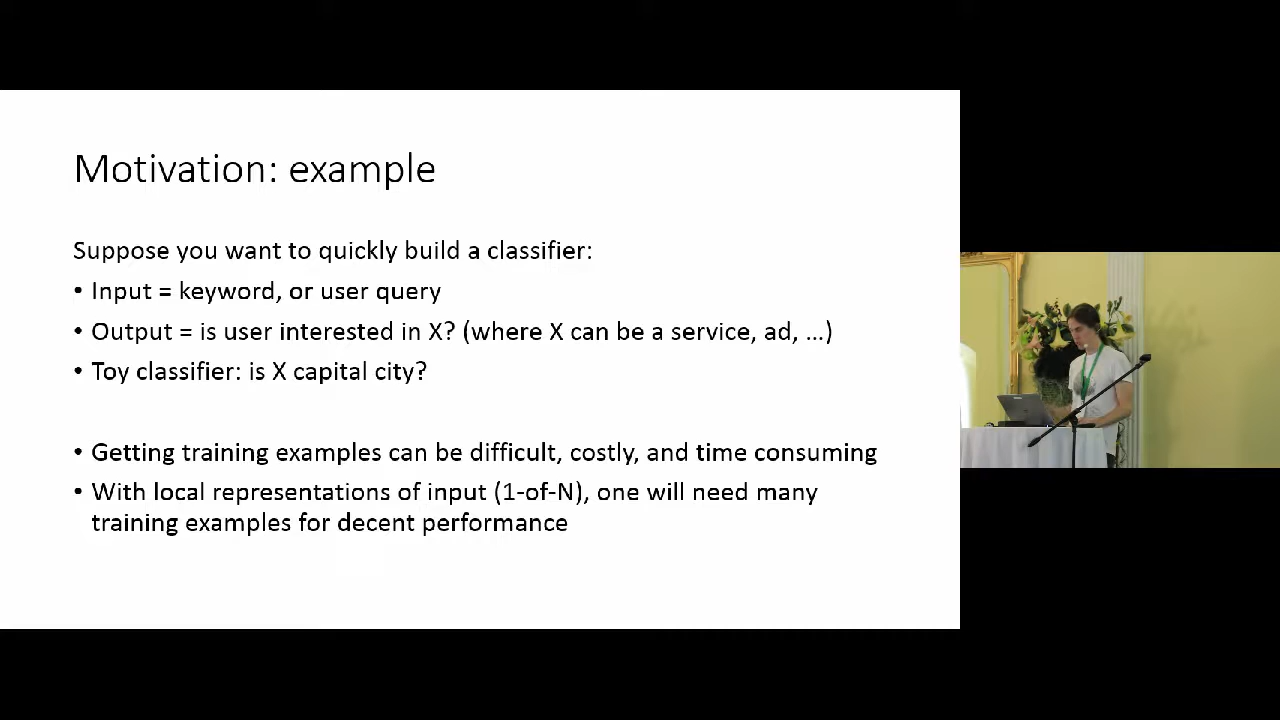 Motivation: example
Suppose you want to quickly build a classifier:
• Input = keyword, or user query
• Output = is user interested in X? (where X can be a service, ad, ...)
• Toy classifier: is X capital city?
• Getting training examples can be difficult, costly, and time consuming
• With local representations of input (1-of-N), one will need many
training examples for decent performance